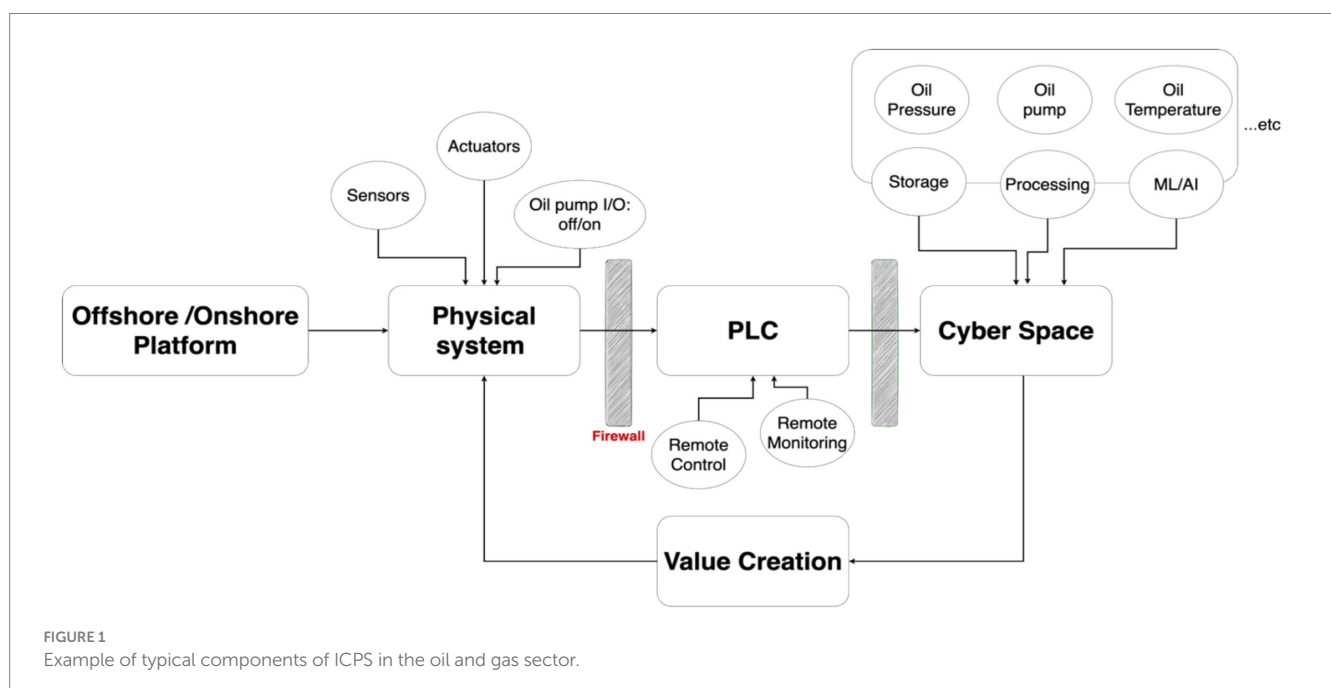 Oil
Pressure
Oil
pump
Oil
Temperature
...etc
Storage
Processing
ML/AI
Actuators
Sensors
Oil pump I/O:
off/on
Offshore /Onshore
Platform
Physical
system
PLC
Cyber Space
Firewall
Remote
Control
Remote
Monitoring
Value Creation
FIGURE 1
Example of typical components of ICPS in the oil and gas sector.